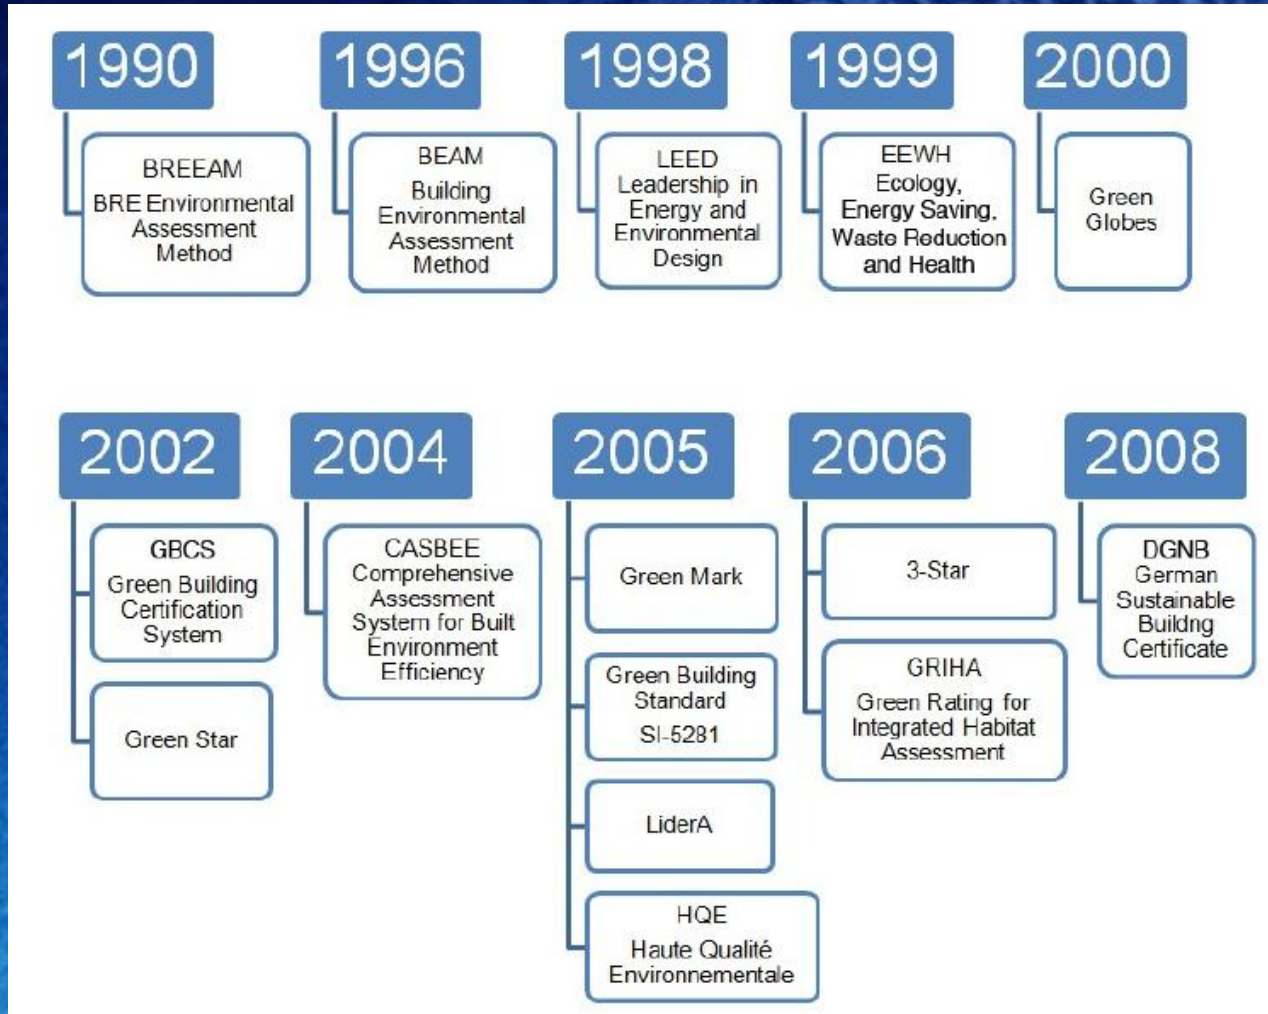 1990
BREEAM
BRE Environmental
Assessment
Method
1996
BEAM
Building
Environmental
Assessment
Method
1998
LEED
Leadership in
Energy and
Environmental
Design
1999
EEWH
Ecology,
Energy Saving,
Waste Reduction
and Health
2000
Green
Globes
2002
GBCS
Green Building
Certification
System
Green Star
2004
CASBEE
Comprehensive
Assessment
System for Built
Environment
Efficiency
2005
Green Mark
Green Building
Standard
SI-5281
LiderA
HQE
Haute Qualité
Environnementale
2006
3-Star
GRIHA
Green Rating for
Integrated Habitat
Assessment
2008
DGNB
German
Sustainable
Buildng
Certificate